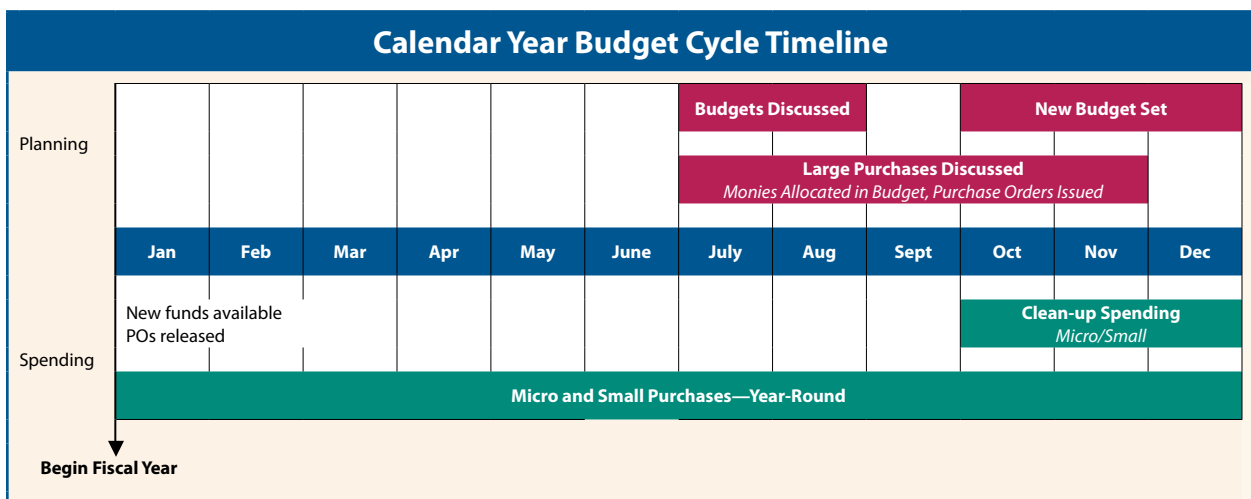 Calendar Year Budget Cycle Timeline
Planning
Budgets Discussed
New Budget Set
Large Purchases Discussed
Monies Allocated in Budget, Purchase Orders Issued
Jan
Feb
Mar
Apr
May
June
July
Aug
Sept
Oct
Nov
Dec
Spending
New funds available
POs released
Clean-up Spending
Micro/Small
Micro and Small Purchases—Year-Round
Begin Fiscal Year